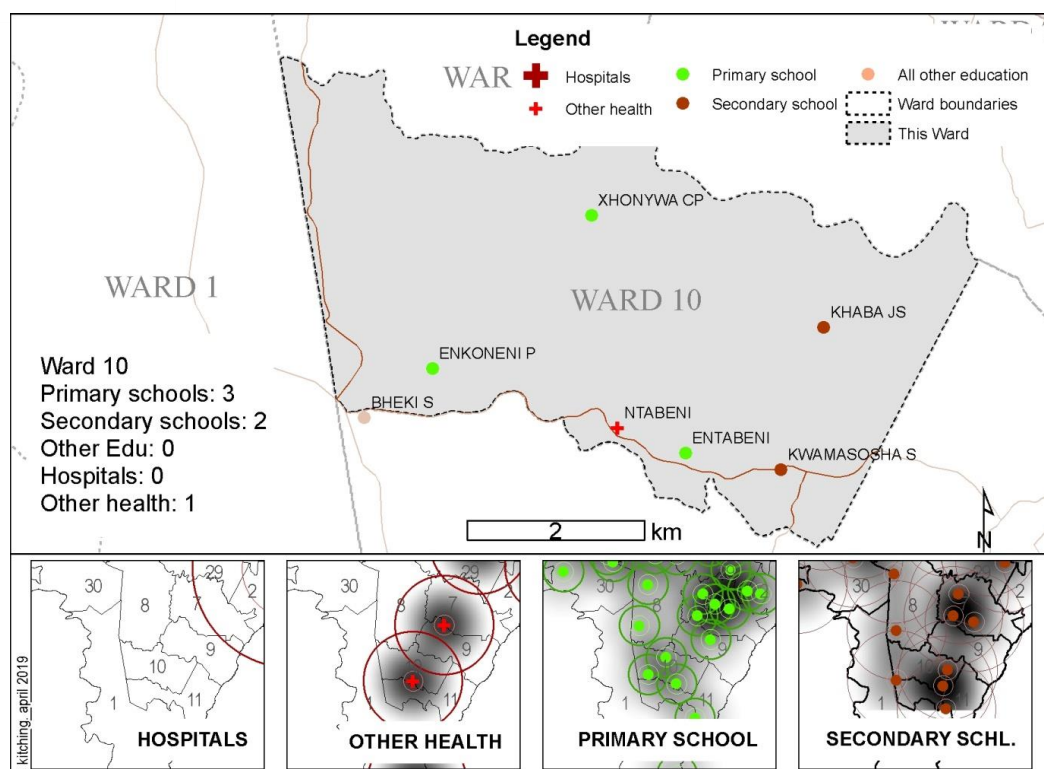 Legend
WAR
Hospitals
Other health
Primary school
Secondary school
All other education
Ward boundaries
This Ward
XHONYWA CP
WARD 1
WARD 10
KHABA JS
ENKONENI P
BHEKI S
NTABENI
ENTABENI
KWAMASOSHA S
Ward 10
Primary schools: 3
Secondary schools: 2
Other Edu: 0
Hospitals: 0
Other health: 1
2 km
N
kitching_april 2019
30
29
8
7
2
9
10
1
11
HOSPITALS
30
29
8
7
2
9
10
1
11
OTHER HEALTH
30
8
9
1
11
PRIMARY SCHOOL
30
8
9
10
1
SECONDARY SCHL.